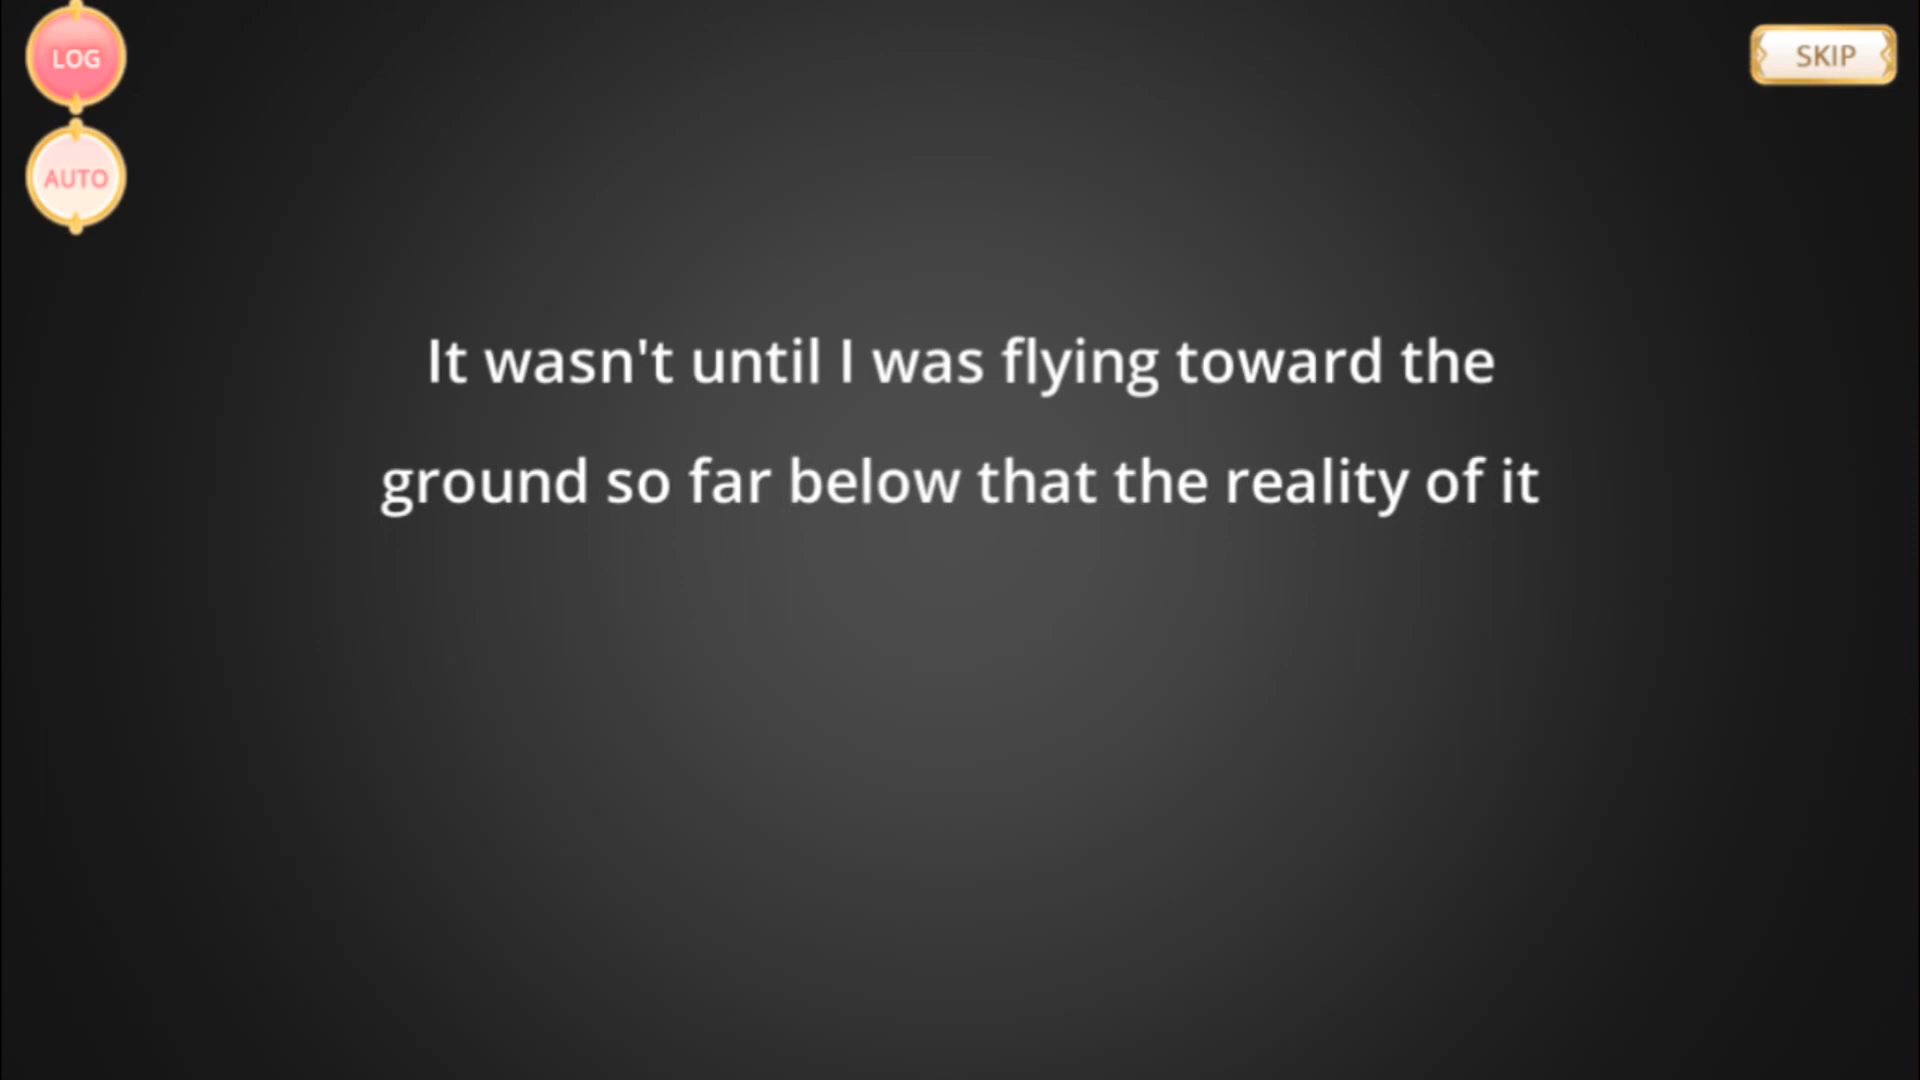 LOG
SKIP
AUTO
It wasn't until I was flying toward the
ground so far below that the reality of it